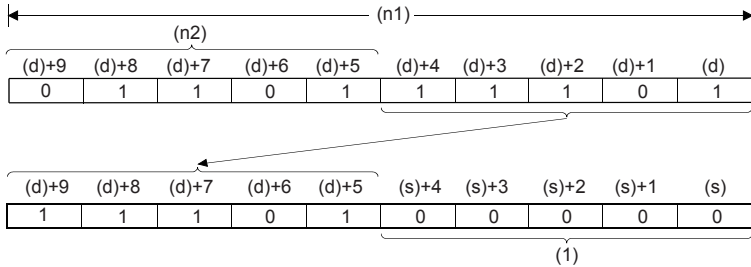 (n1)
(n2)
(d)+9 (d)+8 (d)+7 (d)+6 (d)+5 (d)+4 (d)+3 (d)+2 (d)+1 (d)
0 1 1 0 1 1 1 1 0 1
(d)+9 (d)+8 (d)+7 (d)+6 (d)+5 (s)+4 (s)+3 (s)+2 (s)+1 (s)
1 1 1 0 1 0 0 0 0 0
(1)